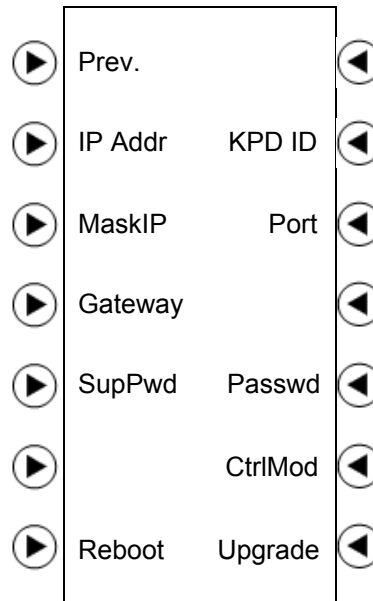 Prev.
IP Addr KPD ID
MaskIP Port
Gateway
SupPwd Passwd
CtrlMod
Reboot Upgrade